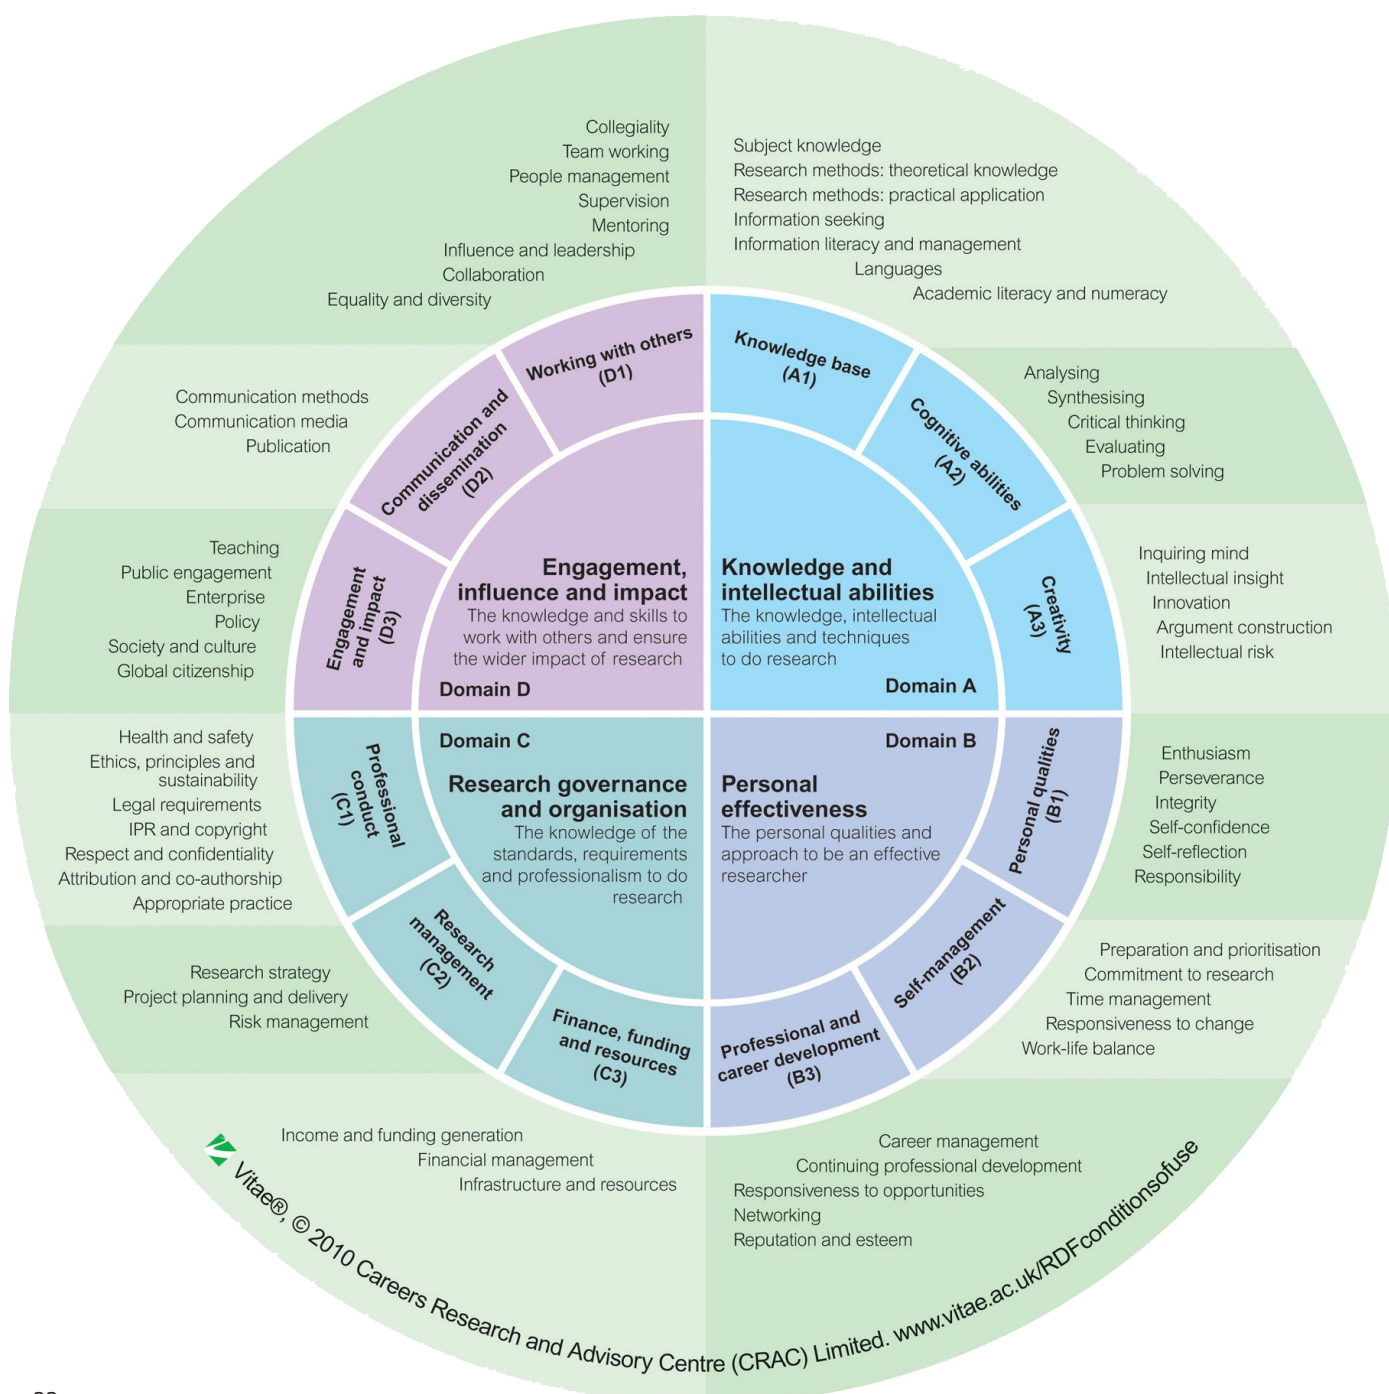 Collegiality
Team working
People management
Supervision
Mentoring
Influence and leadership
Collaboration
Equality and diversity
Subject knowledge
Research methods: theoretical knowledge
Research methods: practical application
Information seeking
Information literacy and management
Languages
Academic literacy and numeracy
Working with others
(D1)
Knowledge base
(A1)
Communication methods
Communication media
Publication
Communication and
dissemination
(D2)
Cognitive abilities
(A2)
Analysing
Synthesising
Critical thinking
Evaluating
Problem solving
Teaching
Public engagement
Enterprise
Policy
Society and culture
Global citizenship
Engagement
and impact
(D3)
Engagement,
influence and impact
The knowledge and skills to
work with others and ensure
the wider impact of research
Domain D
Knowledge and
intellectual abilities
The knowledge, intellectual
abilities and techniques
to do research
Domain A
Creativity
(A3)
Inquiring mind
Intellectual insight
Innovation
Argument construction
Intellectual risk
Health and safety
Ethics, principles and
sustainability
Legal requirements
IPR and copyright
Respect and confidentiality
Attribution and co-authorship
Appropriate practice
Professional
conduct
(C1)
Domain C
Research governance
and organisation
The knowledge of the
standards, requirements
and professionalism to do
research
Domain B
Personal
effectiveness
The personal qualities and
approach to be an effective
researcher
Personal qualities
(B1)
Enthusiasm
Perseverance
Integrity
Self-confidence
Self-reflection
Responsibility
Research strategy
Project planning and delivery
Risk management
Research
management
(C2)
Self-management
(B2)
Preparation and prioritisation
Commitment to research
Time management
Responsiveness to change
Work-life balance
Finance, funding
and resources
(C3)
Professional and
career development
(B3)
Income and funding generation
Financial management
Infrastructure and resources
Career management
Continuing professional development
Responsiveness to opportunities
Networking
Reputation and esteem
Vitae®, © 2010 Careers Research and Advisory Centre (CRAC) Limited. www.vitae.ac.uk/RDFconditionsofuse